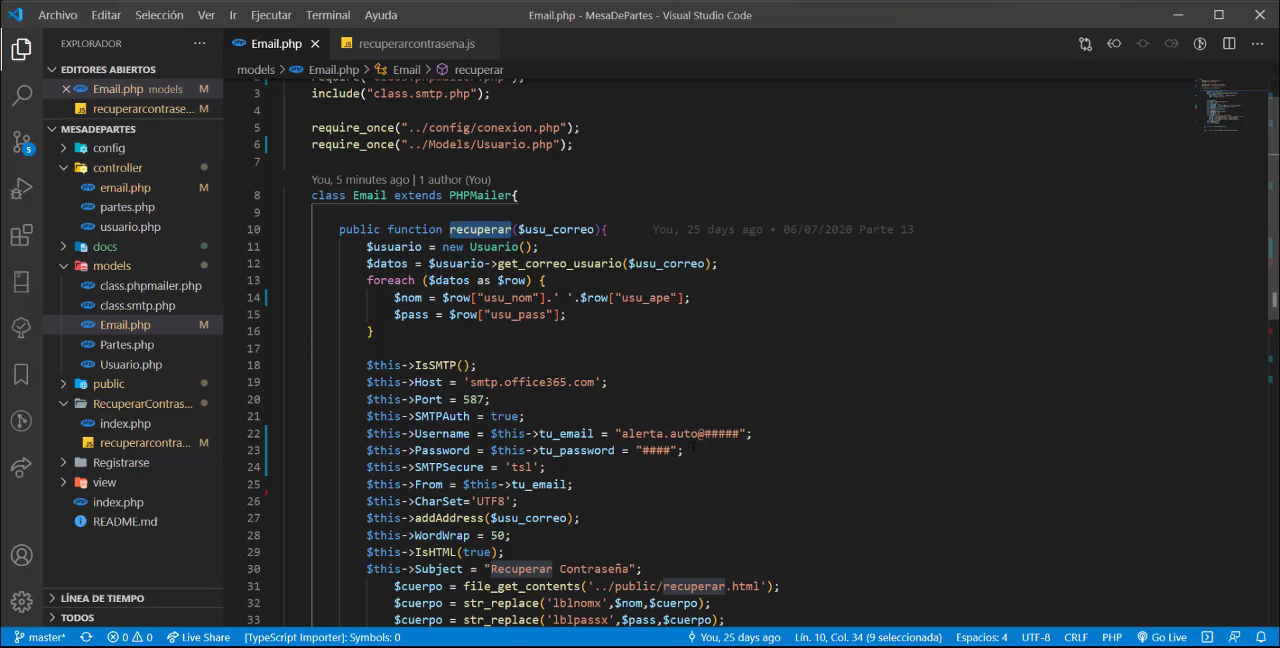 Archivo Editar Selección Ver Ir Ejecutar Terminal Ayuda Email.php - MesaDePartes - Visual Studio Code
EXPLORADOR ···
EDITORES ABIERTOS
Email.php models M
recuperarcontrase... M
MESADEPARTES
config
controller
email.php M
partes.php
usuario.php
docs
models
class.phpmailer.php
class.smtp.php
Email.php M
Partes.php
Usuario.php
public
RecuperarContras...
index.php
recuperarcontra... M
Registrarse
view
index.php
README.md
LÍNEA DE TIEMPO
TODOS
5
Email.php
recuperarcontrasena.js
models > Email.php > Email > recuperar
2 require("class.phpmailer.php");
3 include("class.smtp.php");
4
5 require_once("../config/conexion.php");
6 require_once("../Models/Usuario.php");
7
You, 5 minutes ago | 1 author (You)
8 class Email extends PHPMailer{
9
10 public function recuperar($usu_correo){ You, 25 days ago • 06/07/2020 Parte 13
11 $usuario = new Usuario();
12 $datos = $usuario->get_correo_usuario($usu_correo);
13 foreach ($datos as $row) {
14 $nom = $row["usu_nom"].' '.$row["usu_ape"];
15 $pass = $row["usu_pass"];
16 }
17
18 $this->IsSMTP();
19 $this->Host = 'smtp.office365.com';
20 $this->Port = 587;
21 $this->SMTPAuth = true;
22 $this->Username = $this->tu_email = "alerta.auto@#####";
23 $this->Password = $this->tu_password = "####";
24 $this->SMTPSecure = 'tsl';
25 $this->From = $this->tu_email;
26 $this->CharSet='UTF8';
27 $this->addAddress($usu_correo);
28 $this->WordWrap = 50;
29 $this->IsHTML(true);
30 $this->Subject = "Recuperar Contraseña";
31 $cuerpo = file_get_contents('../public/recuperar.html');
32 $cuerpo = str_replace('lblnomx',$nom,$cuerpo);
33 $cuerpo = str_replace('lblpassx',$pass,$cuerpo);
master* 0 0 Live Share [TypeScript Importer]: Symbols: 0 You, 25 days ago Lín. 10, Col. 34 (9 seleccionada) Espacios: 4 UTF-8 CRLF PHP Go Live